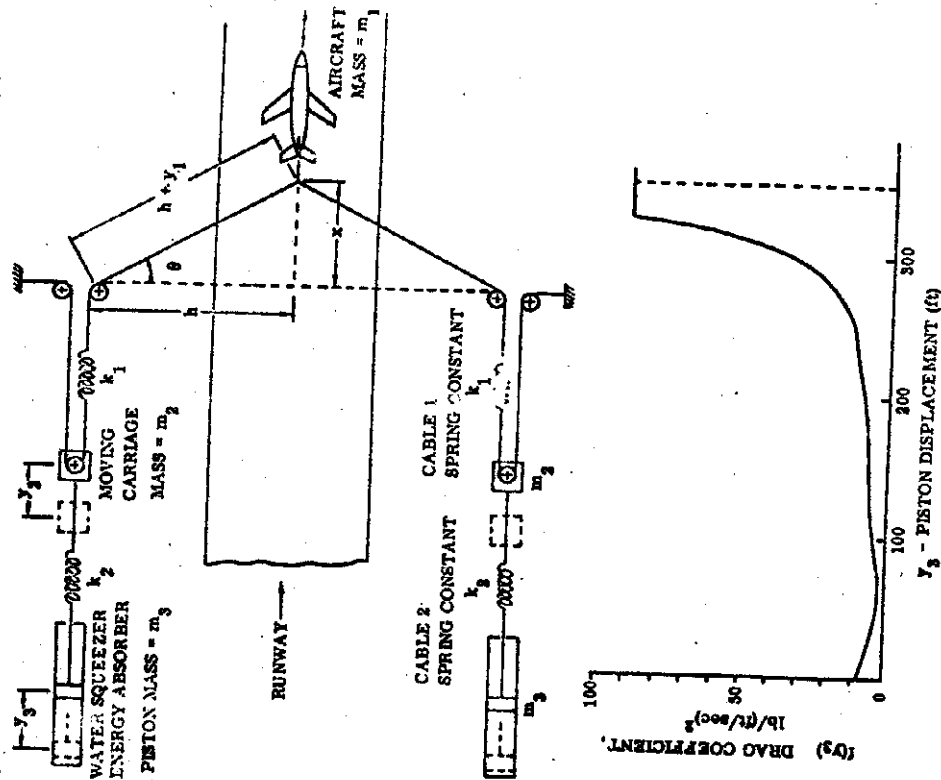 AIRCRAFT
MASS = m₁
h + y₁
θ
x
h
k₁
MOVING
CARRIAGE
MASS = m₂
y₂
k₂
WATER SQUEEZER
ENERGY ABSORBER
PISTON MASS = m₃
y₃
RUNWAY
CABLE 1
SPRING CONSTANT
k₁
m₂
CABLE 2
SPRING CONSTANT
k₂
m₃
f(y₃) DRAG COEFFICIENT,
lb/(ft/sec)²
100
50
0
100
200
300
y₃ - PISTON DISPLACEMENT (ft)